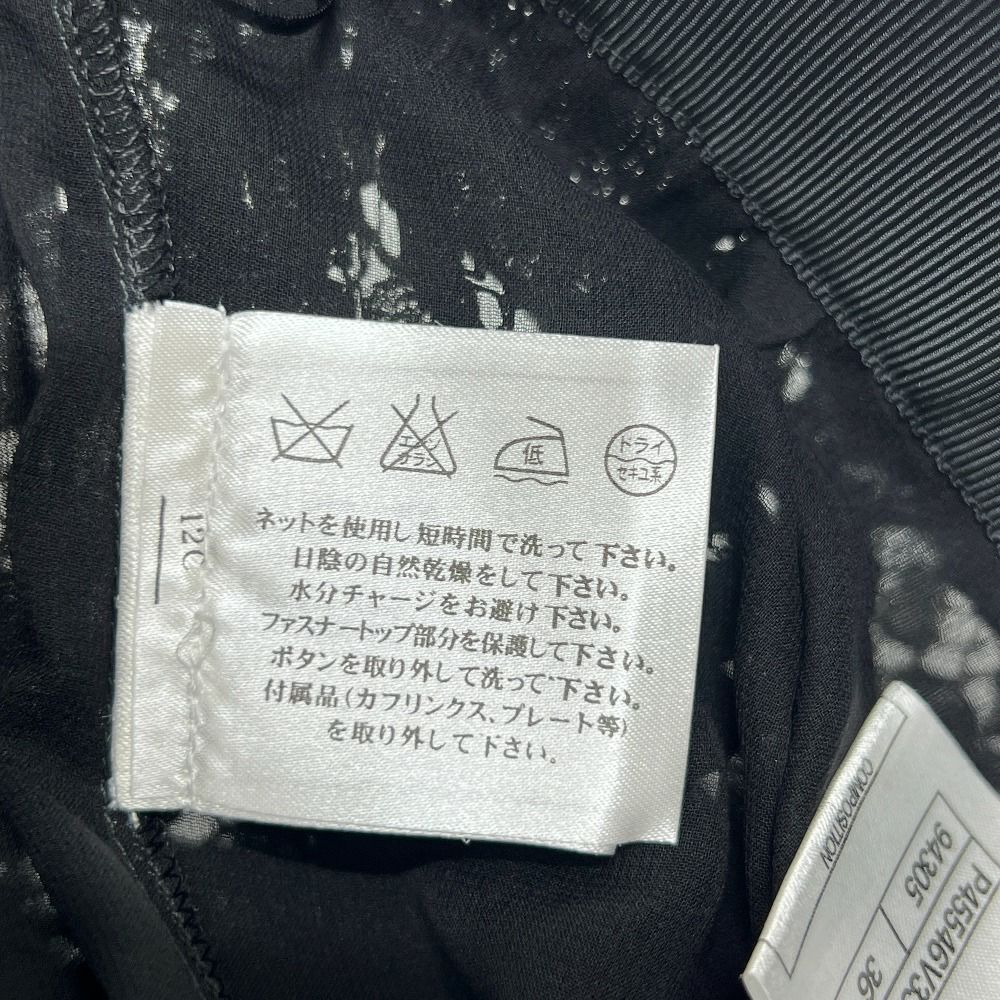 エンソ
チラン
低
ドライ
セキユ系
ネットを使用し短時間で洗って下さい。
日陰の自然乾燥をして下さい。
水分チャージをお避け下さい。
ファスナートップ部分を保護して下さい。
ボタンを取り外して洗って下さい。
付属品(カフリンクス、プレート等)
を取り外して下さい。
COMPOSITION
94305
36